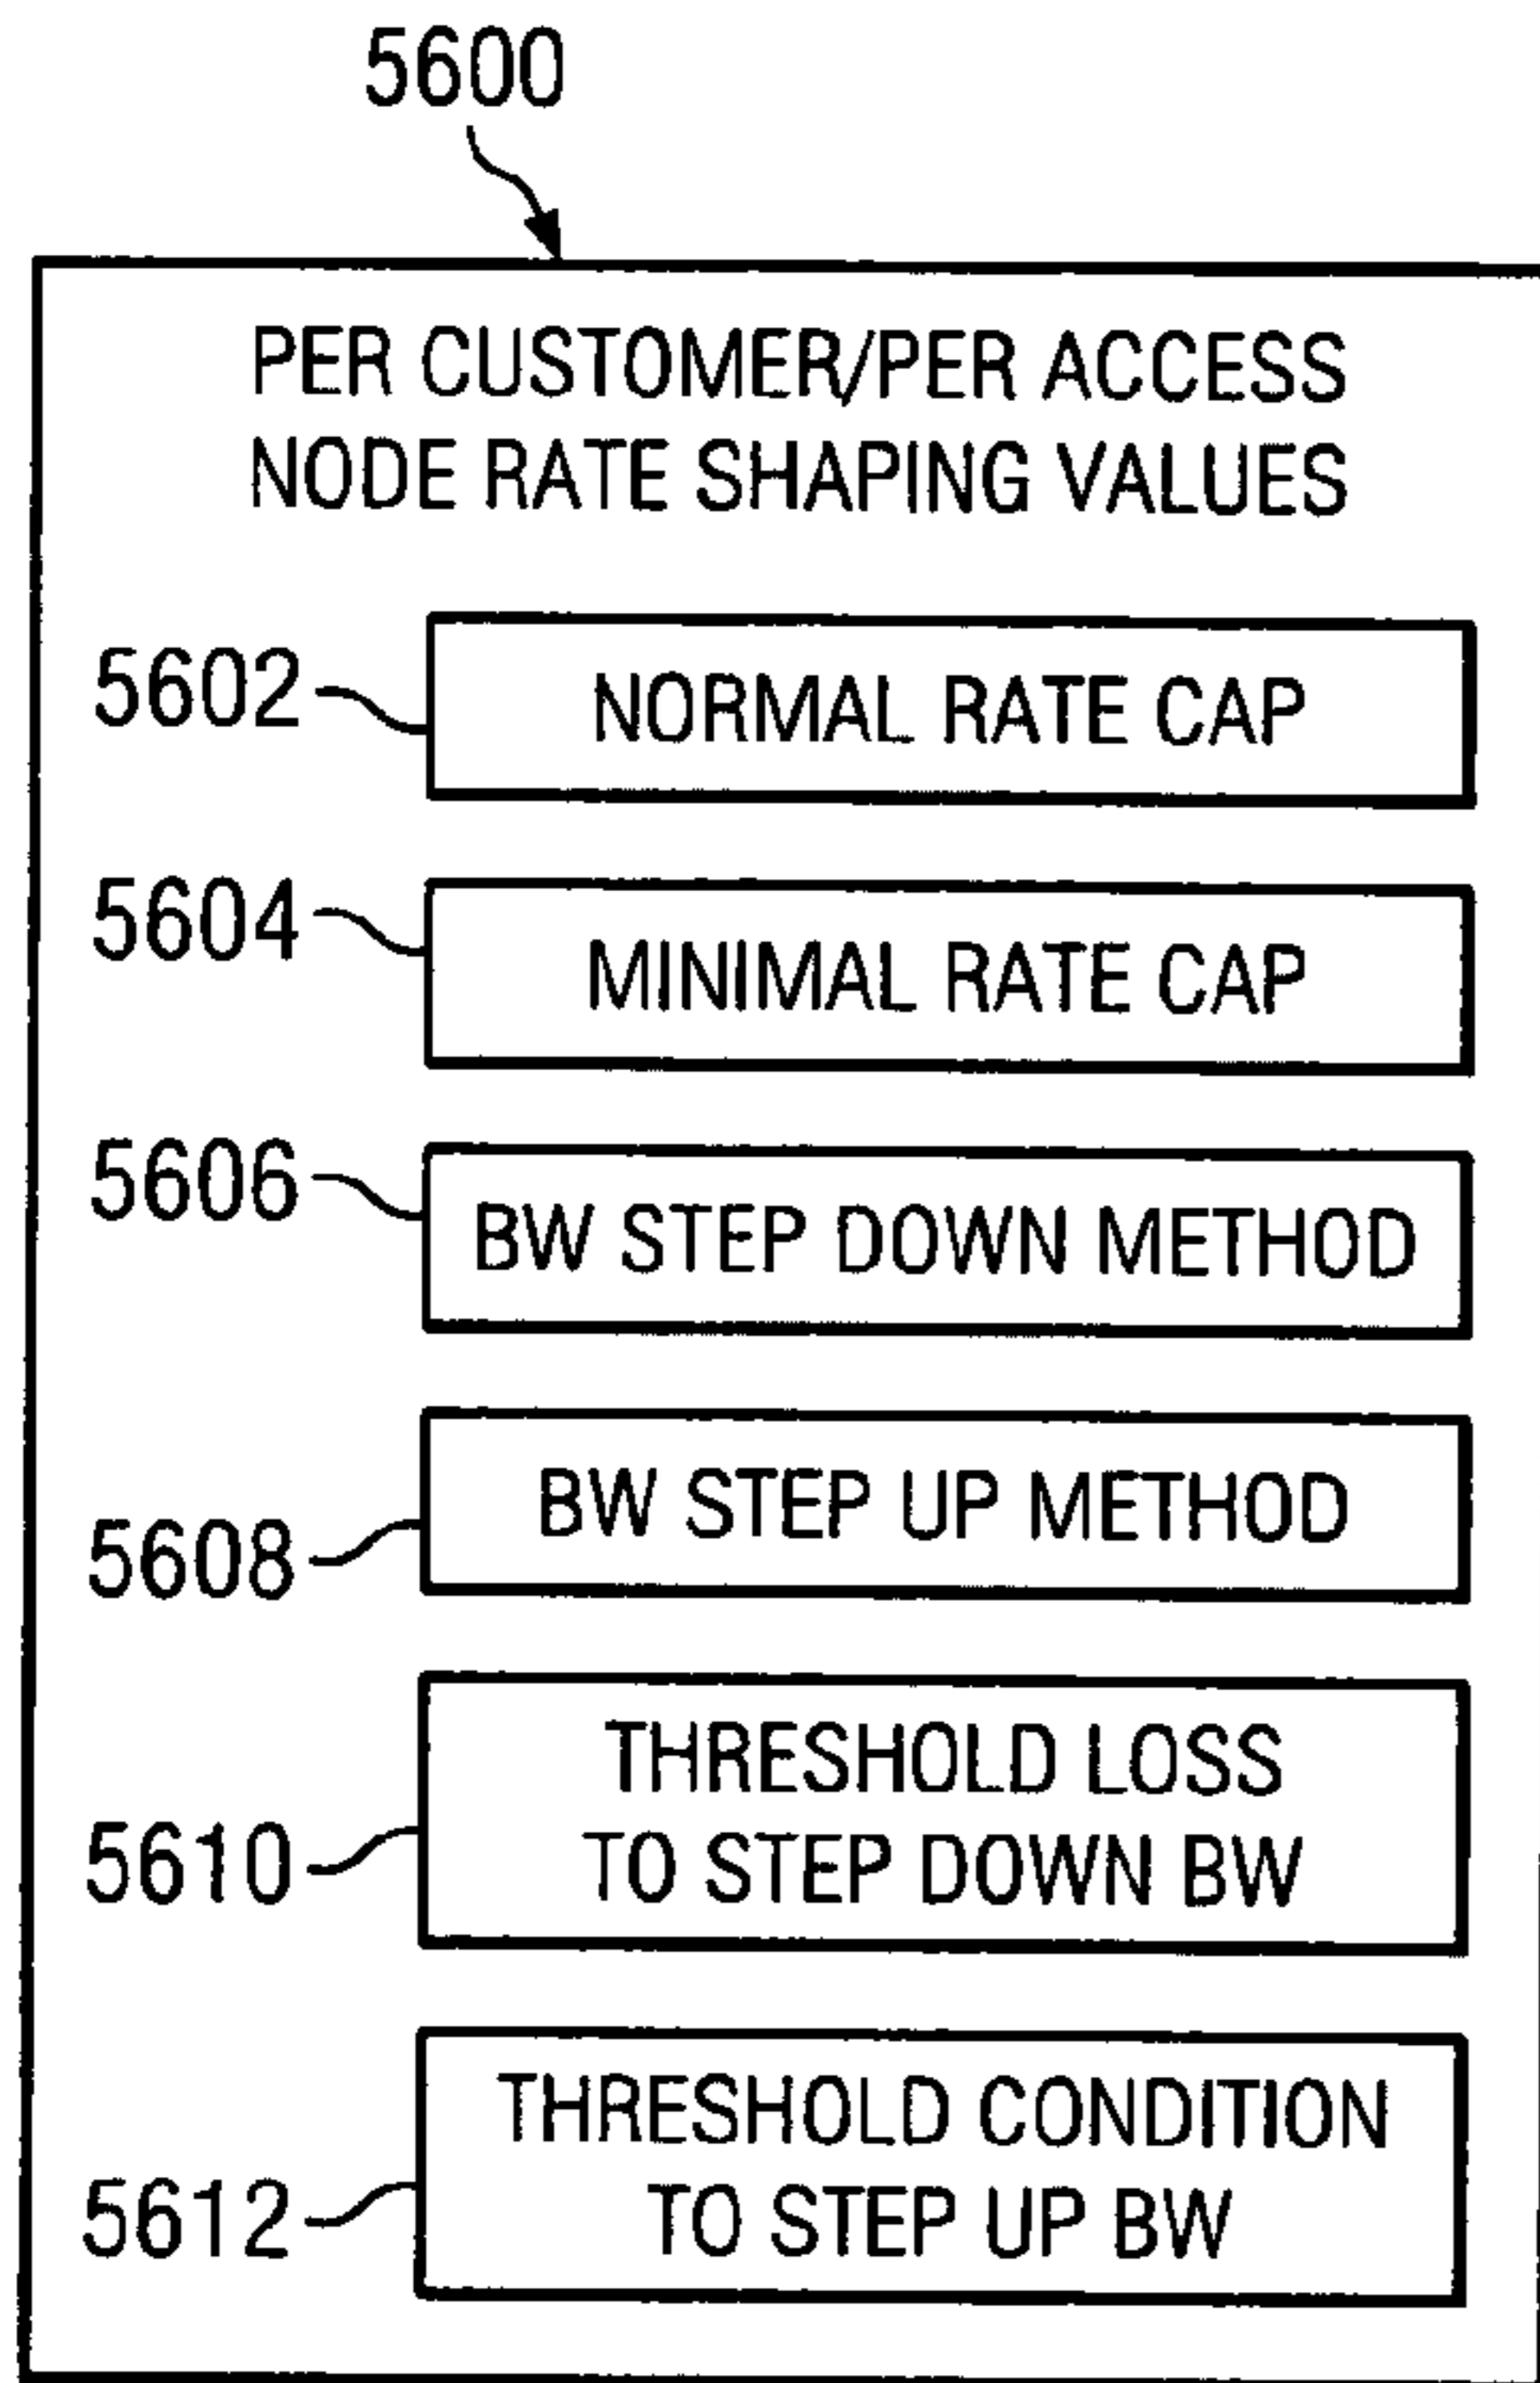 5600
PER CUSTOMER/PER ACCESS
NODE RATE SHAPING VALUES
5602
NORMAL RATE CAP
5604
MINIMAL RATE CAP
5606
BW STEP DOWN METHOD
5608
BW STEP UP METHOD
5610
THRESHOLD LOSS
TO STEP DOWN BW
5612
THRESHOLD CONDITION
TO STEP UP BW